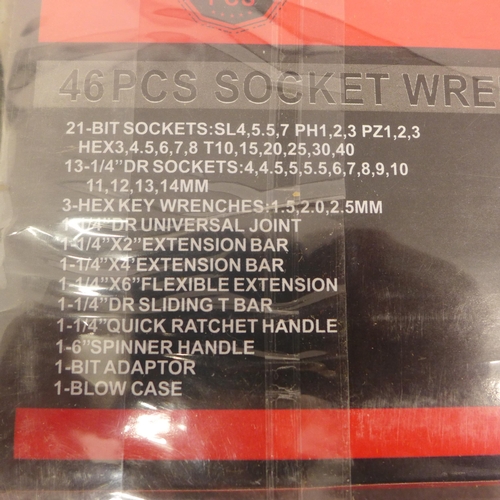 46PCS SOCKET WRE
21-BIT SOCKETS:SL4,5.5,7 PH1,2,3 PZ1,2,3
HEX3,4.5,6,7,8 T10,15,20,25,30,40
13-1/4”DR SOCKETS:4,4.5,5,5.5,6,7,8,9,10
11,12,13,14MM
3-HEX KEY WRENCHES:1.5,2.0,2.5MM
1-1/4”DR UNIVERSAL JOINT
1-1/4”X2”EXTENSION BAR
1-1/4”X4”EXTENSION BAR
1-1/4”X6”FLEXIBLE EXTENSION
1-1/4”DR SLIDING T BAR
1-1/4”QUICK RATCHET HANDLE
1-6”SPINNER HANDLE
1-BIT ADAPTOR
1-BLOW CASE